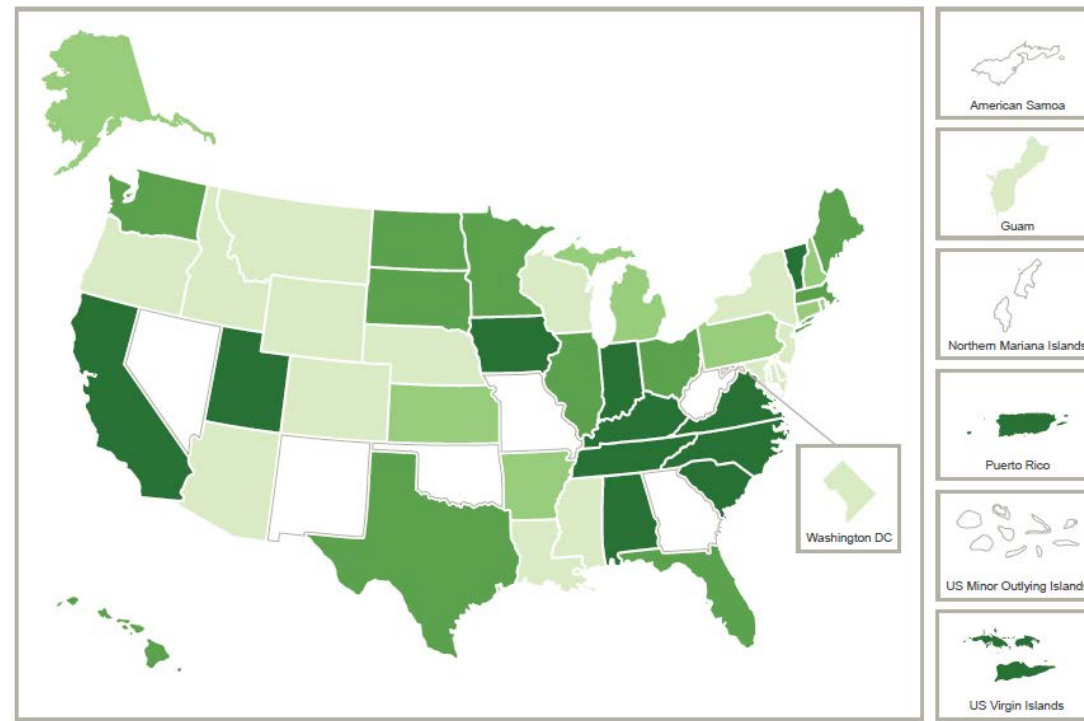 American Samoa
Guam
Northern Mariana Islands
Puerto Rico
Washington DC
US Minor Outlying Islands
US Virgin Islands